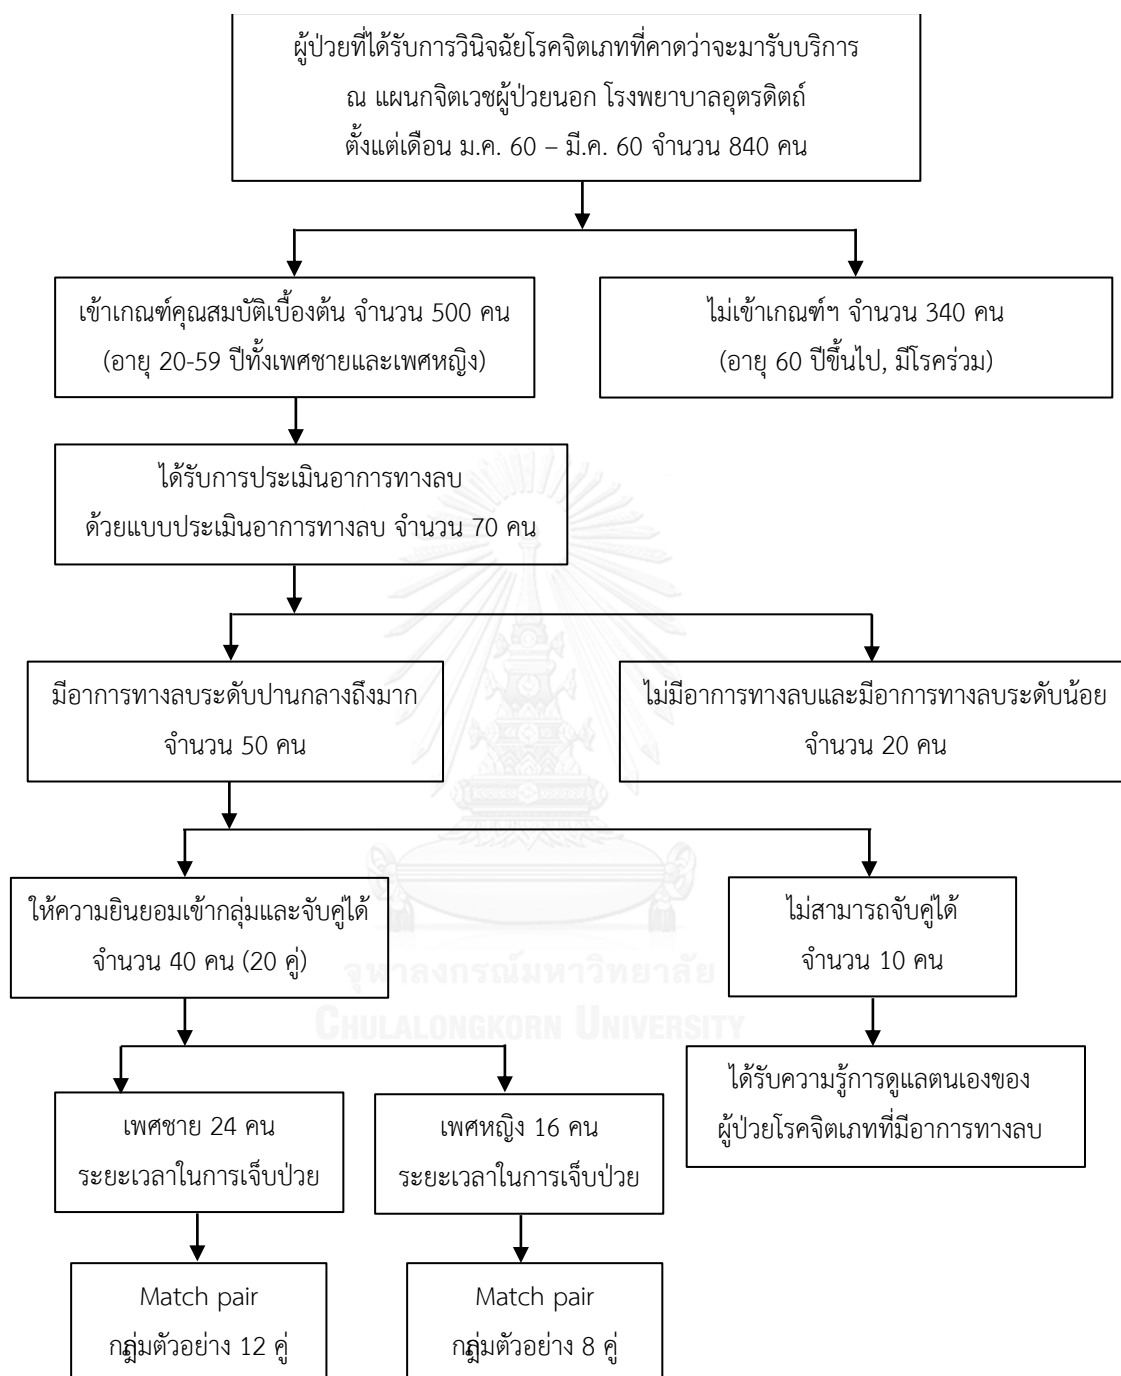 ผู้ป่วยที่ได้รับการวินิจฉัยโรคจิตเภทที่คาดว่าจะมารับบริการ
ณ แผนกจิตเวชผู้ป่วยนอก โรงพยาบาลอุตรดิตถ์
ตั้งแต่เดือน ม.ค. 60 – มี.ค. 60 จำนวน 840 คน
เข้าเกณฑ์คุณสมบัติเบื้องต้น จำนวน 500 คน
(อายุ 20-59 ปีทั้งเพศชายและเพศหญิง)
ไม่เข้าเกณฑ์ฯ จำนวน 340 คน
(อายุ 60 ปีขึ้นไป, มีโรคร่วม)
ได้รับการประเมินอาการทางลบ
ด้วยแบบประเมินอาการทางลบ จำนวน 70 คน
มีอาการทางลบระดับปานกลางถึงมาก
จำนวน 50 คน
ไม่มีอาการทางลบและมีอาการทางลบระดับน้อย
จำนวน 20 คน
ให้ความยินยอมเข้ากลุ่มและจับคู่ได้
จำนวน 40 คน (20 คู่)
ไม่สามารถจับคู่ได้
จำนวน 10 คน
จุฬาลงกรณ์มหาวิทยาลัย
CHULALONGKORN UNIVERSITY
ได้รับความรู้การดูแลตนเองของ
ผู้ป่วยโรคจิตเภทที่มีอาการทางลบ
เพศชาย 24 คน
ระยะเวลาในการเจ็บป่วย
เพศหญิง 16 คน
ระยะเวลาในการเจ็บป่วย
Match pair
กลุ่มตัวอย่าง 12 คู่
Match pair
กลุ่มตัวอย่าง 8 คู่